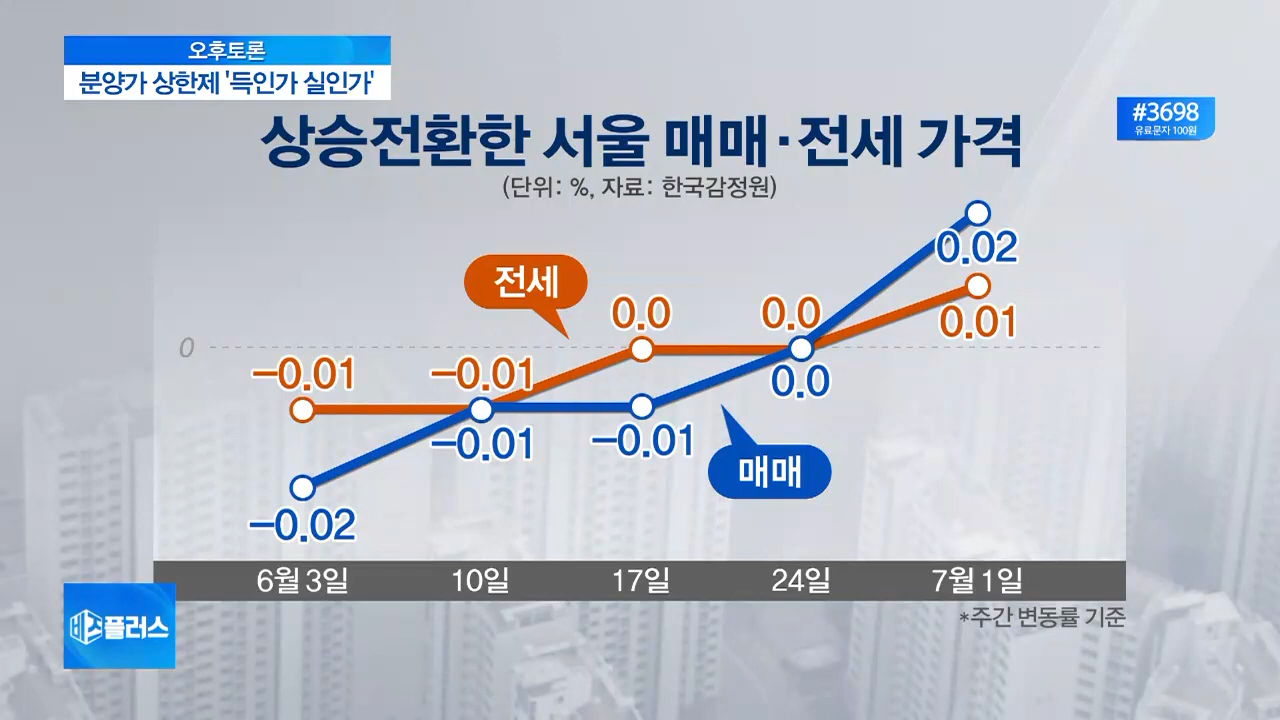 오후토론
분양가 상한제 '득인가 실인가'
#3698
유료문자 100원
상승전환한 서울 매매·전세 가격
(단위: %, 자료: 한국감정원)
0.02
전세
0.0
0.0
0.01
0
-0.01
-0.01
0.0
-0.01
-0.01
매매
-0.02
6월 3일
10일
17일
24일
7월 1일
*주간 변동률 기준
비즈플러스